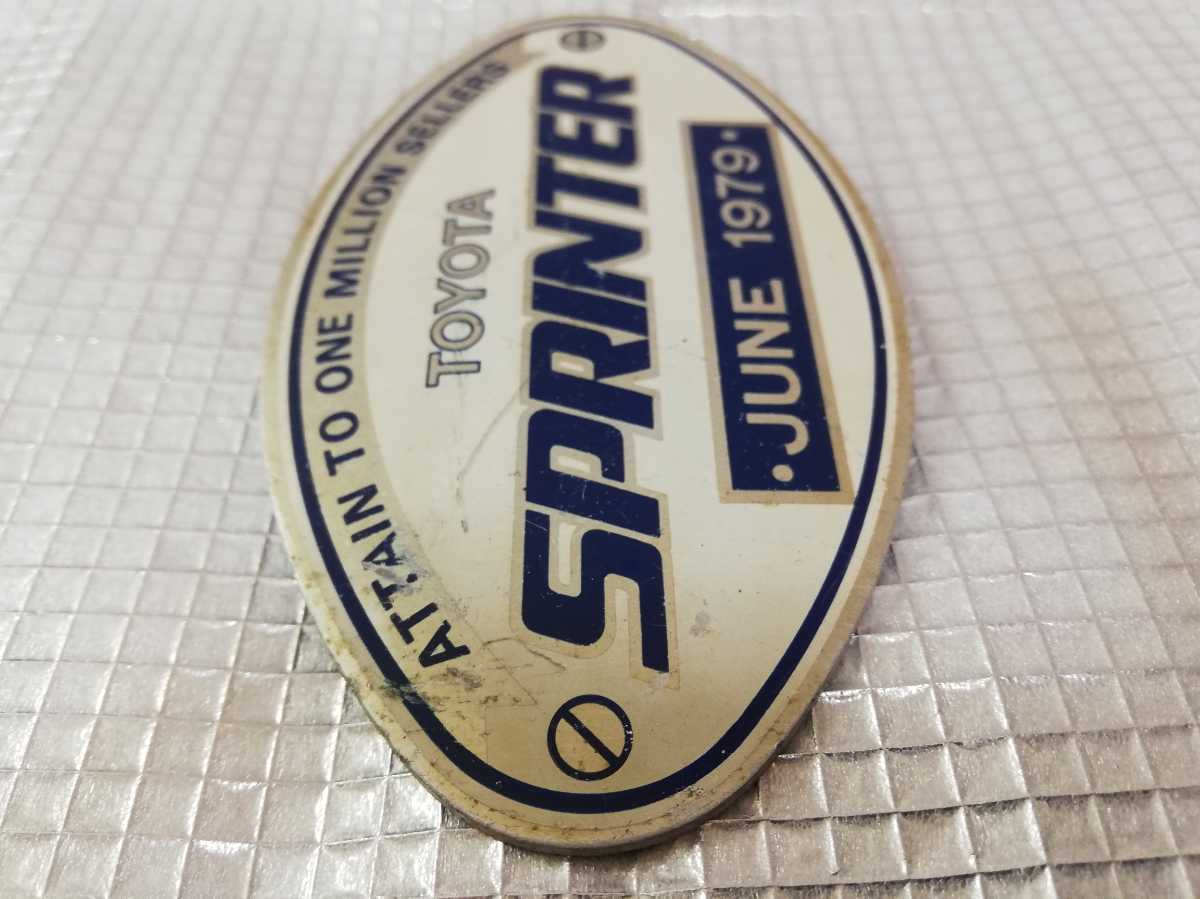 ATTAIN TO ONE MILLION SELLERS
TOYOTA
SPRINTER
•JUNE 1979•